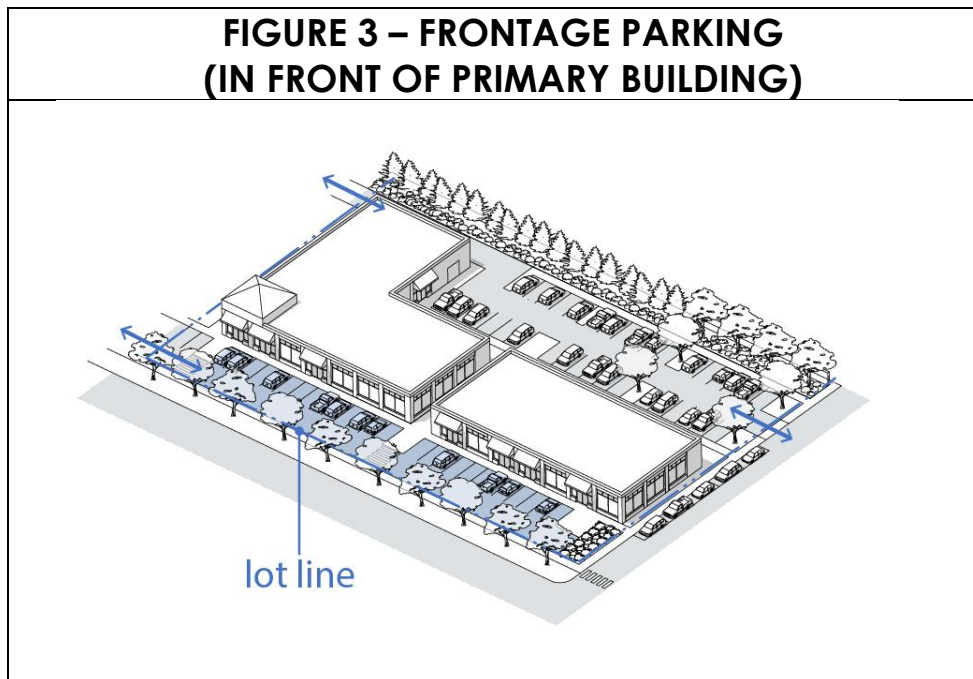 FIGURE 3 – FRONTAGE PARKING
(IN FRONT OF PRIMARY BUILDING)
lot line